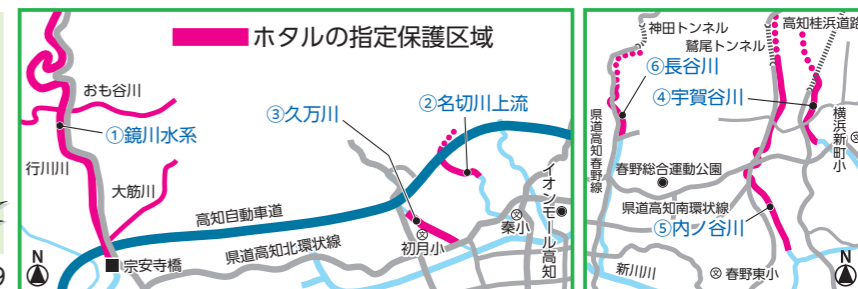 ホタルの指定保護区域
おも谷川
①鏡川水系
行川川
大筋川
③久万川
②名切川上流
高知自動車道
県道高知北環状線
初月小
秦小
イオンモール高知
宗安寺橋
N
9
神田トンネル
高知桂浜道路
鷲尾トンネル
⑥長谷川
④宇賀谷川
県道高知春野線
横浜新町小
春野総合運動公園
県道高知南環状線
⑤内ノ谷川
新川川
春野東小
N